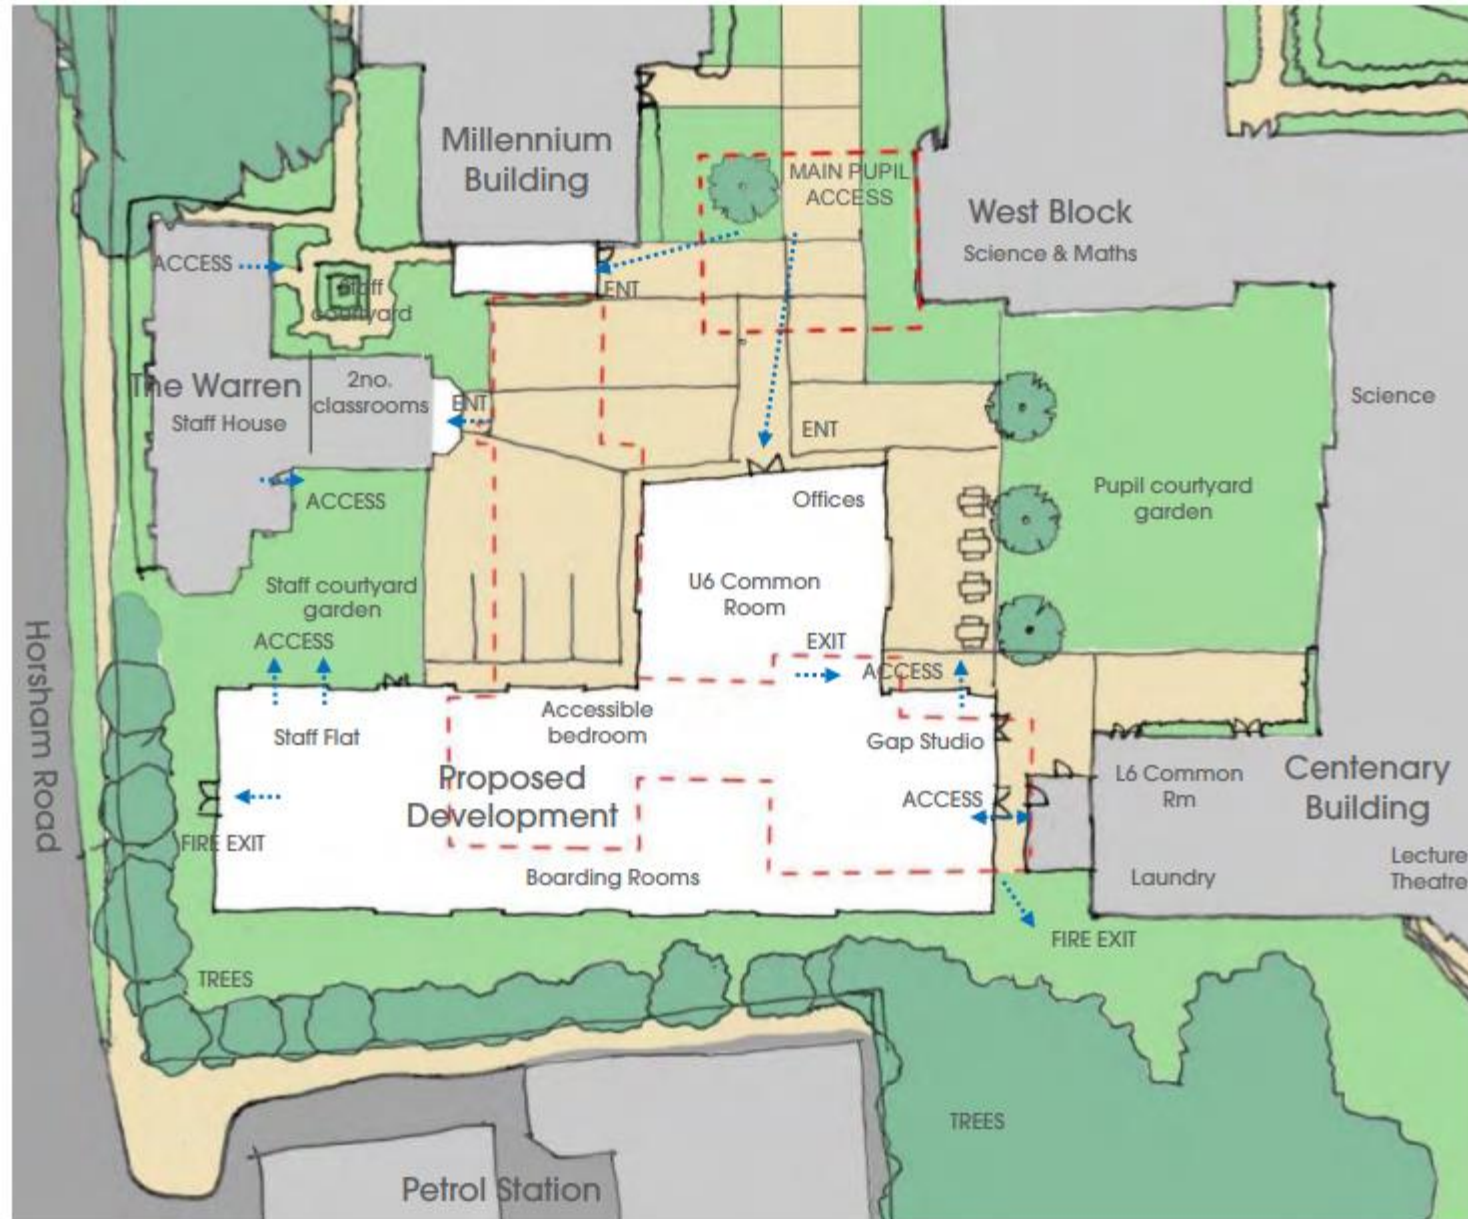 Millennium
Building
MAIN PUPIL
ACCESS
West Block
Science & Maths
ACCESS
Staff
courtyard
ENT
The Warren
Staff House
2no.
classrooms
ENT
ENT
Science
ACCESS
Offices
Pupil courtyard
garden
Staff courtyard
garden
U6 Common
Room
ACCESS
EXIT
ACCESS
Horsham Road
Staff Flat
Accessible
bedroom
Gap Studio
Proposed
Development
ACCESS
L6 Common
Rm
Centenary
Building
FIRE EXIT
Boarding Rooms
Laundry
Lecture
Theatre
FIRE EXIT
TREES
TREES
Petrol Station